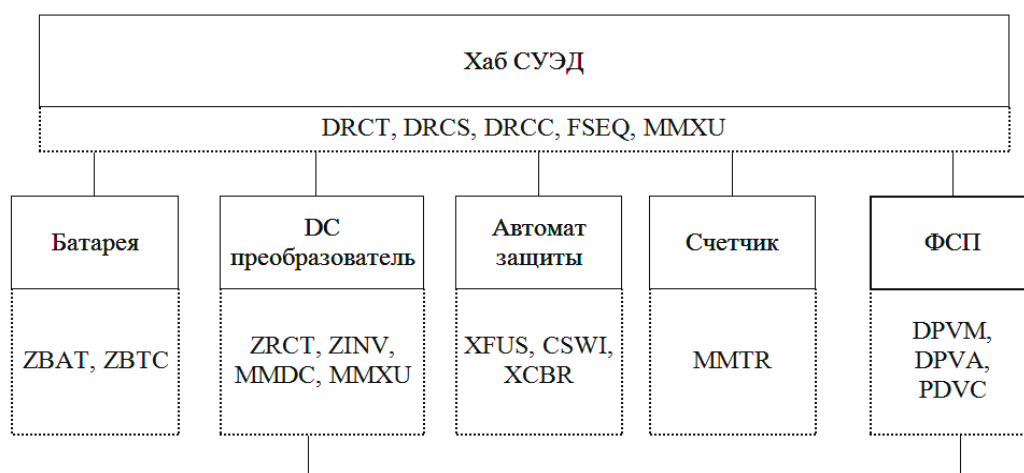 Хаб СУЭД
DRCT, DRCS, DRCC, FSEQ, MMXU
Батарея
DC
преобразователь
Автомат
защиты
Счетчик
ФСП
ZBAT, ZBTC
ZRCT, ZINV,
MMDC, MMXU
XFUS, CSWI,
XCBR
MMTR
DPVM,
DPVA,
PDVC